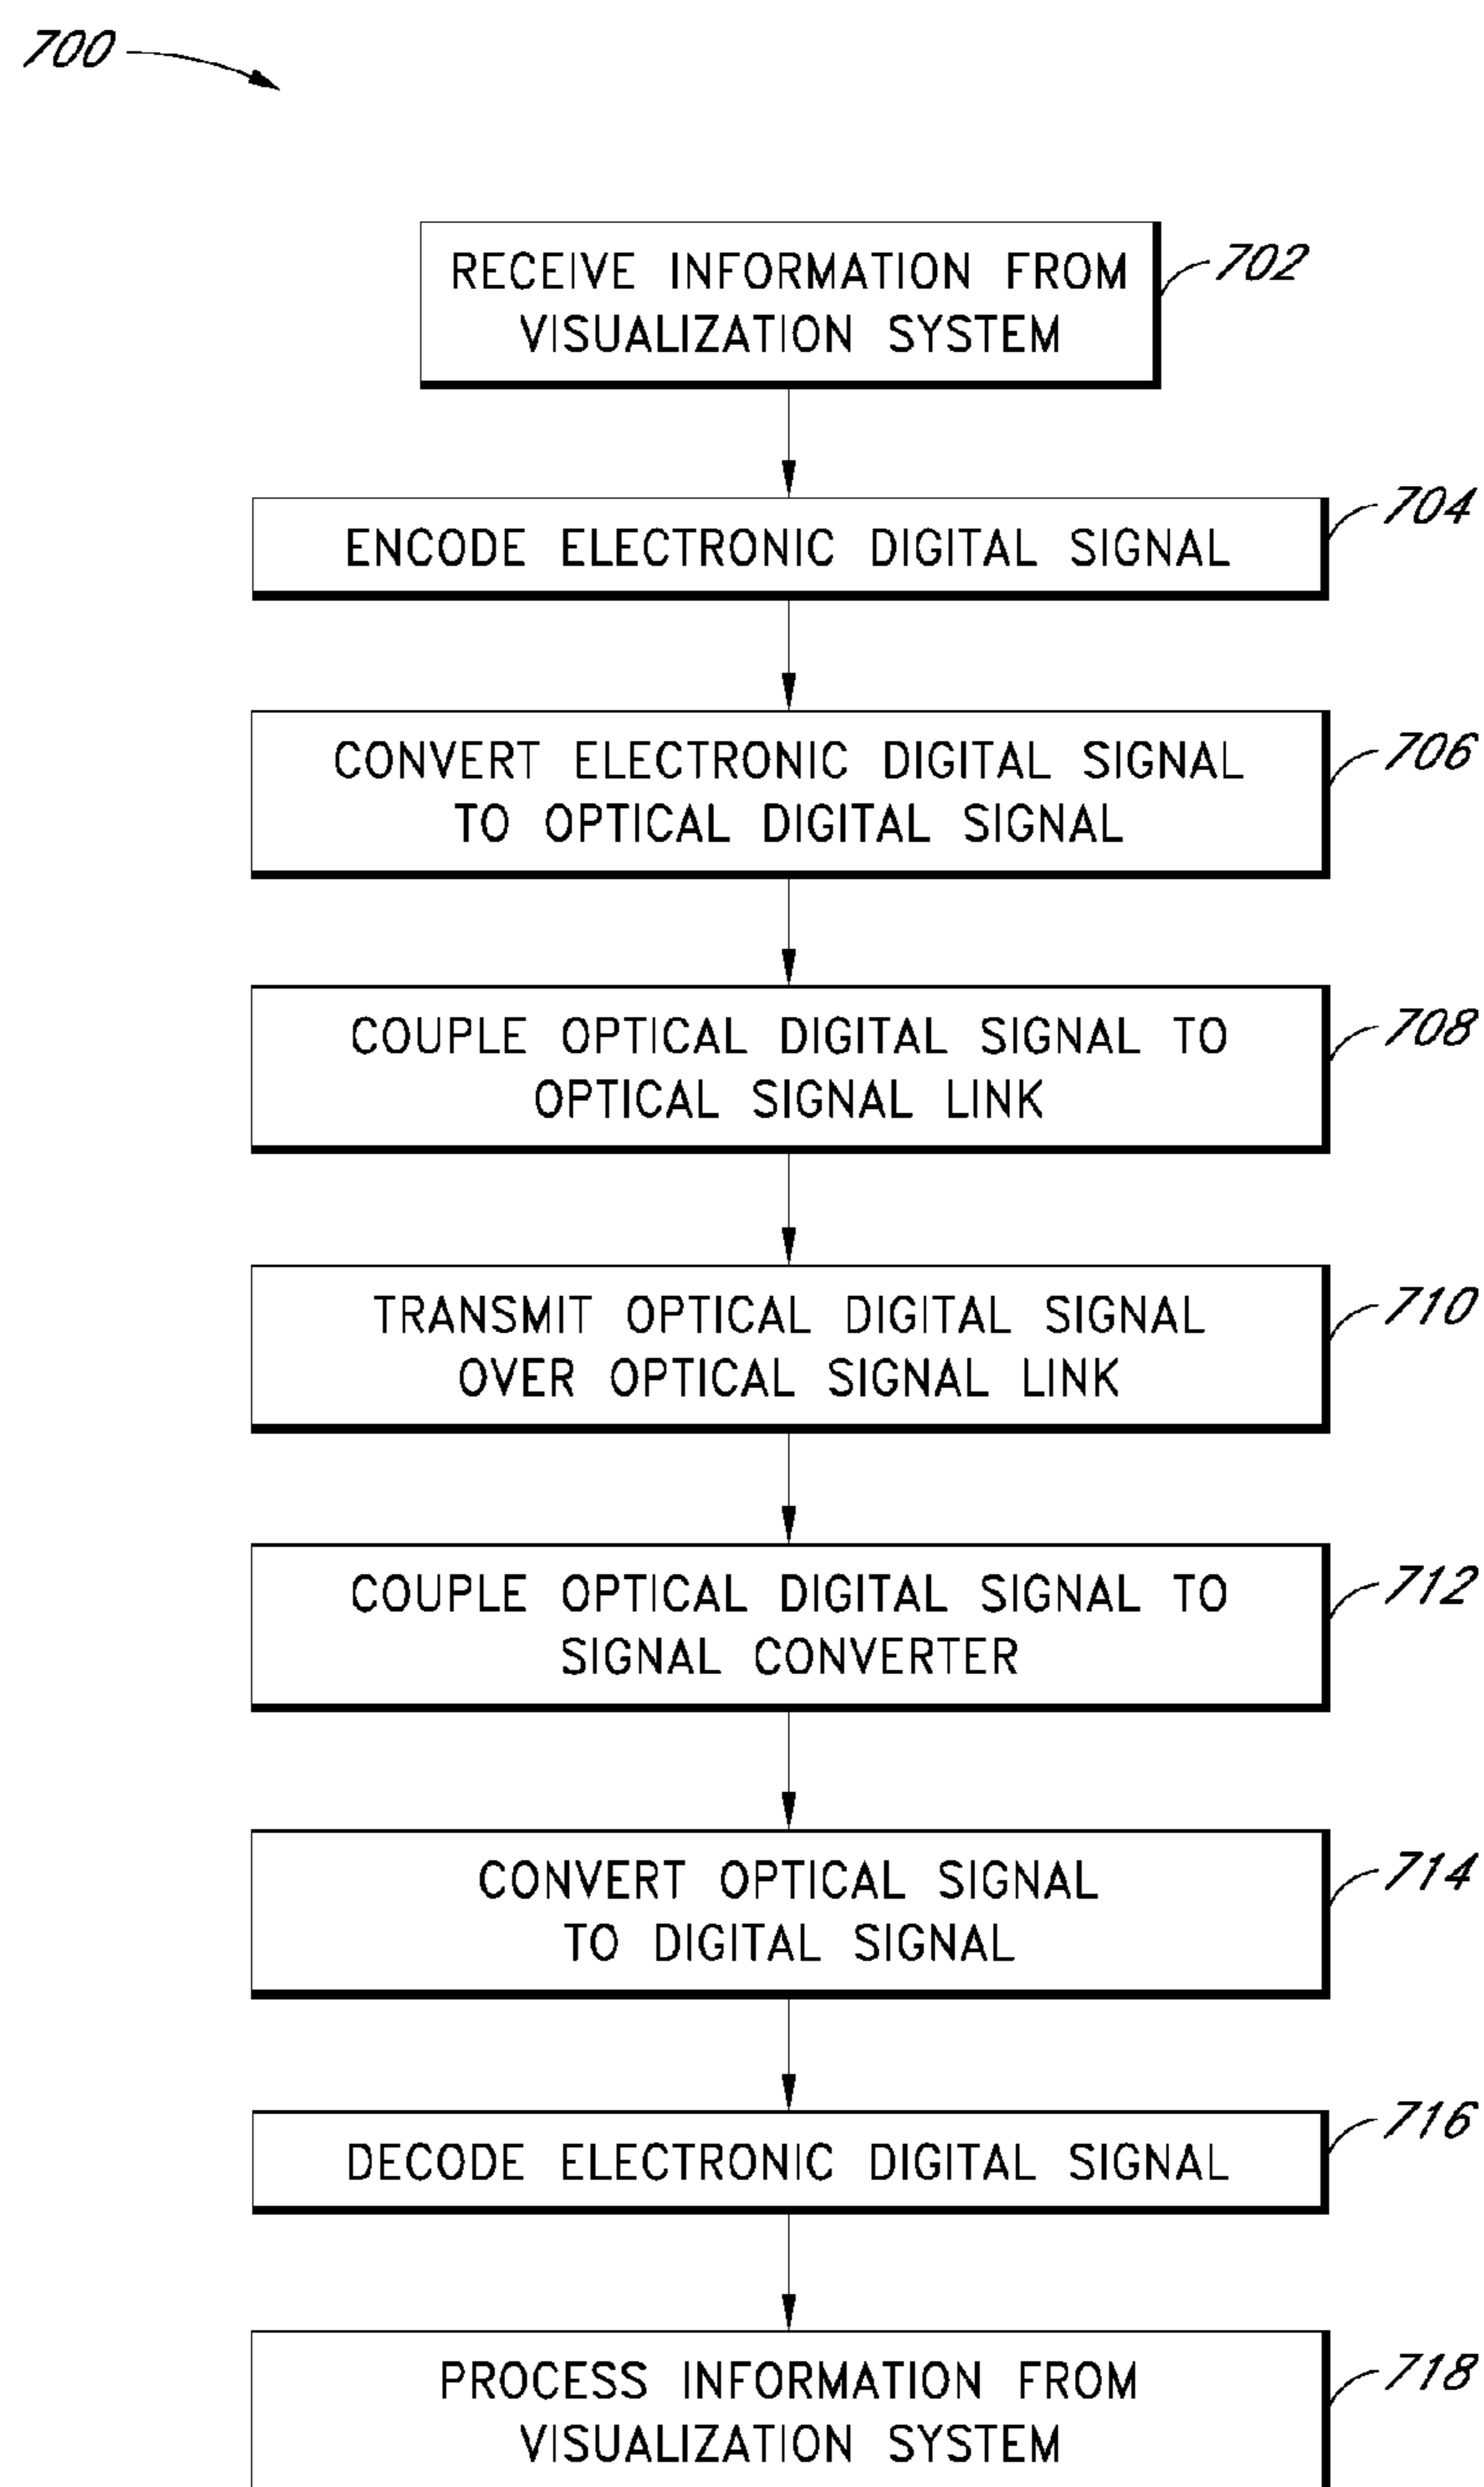 700
RECEIVE INFORMATION FROM
VISUALIZATION SYSTEM
702
ENCODE ELECTRONIC DIGITAL SIGNAL
704
CONVERT ELECTRONIC DIGITAL SIGNAL
TO OPTICAL DIGITAL SIGNAL
706
COUPLE OPTICAL DIGITAL SIGNAL TO
OPTICAL SIGNAL LINK
708
TRANSMIT OPTICAL DIGITAL SIGNAL
OVER OPTICAL SIGNAL LINK
710
COUPLE OPTICAL DIGITAL SIGNAL TO
SIGNAL CONVERTER
712
CONVERT OPTICAL SIGNAL
TO DIGITAL SIGNAL
714
DECODE ELECTRONIC DIGITAL SIGNAL
716
PROCESS INFORMATION FROM
VISUALIZATION SYSTEM
718